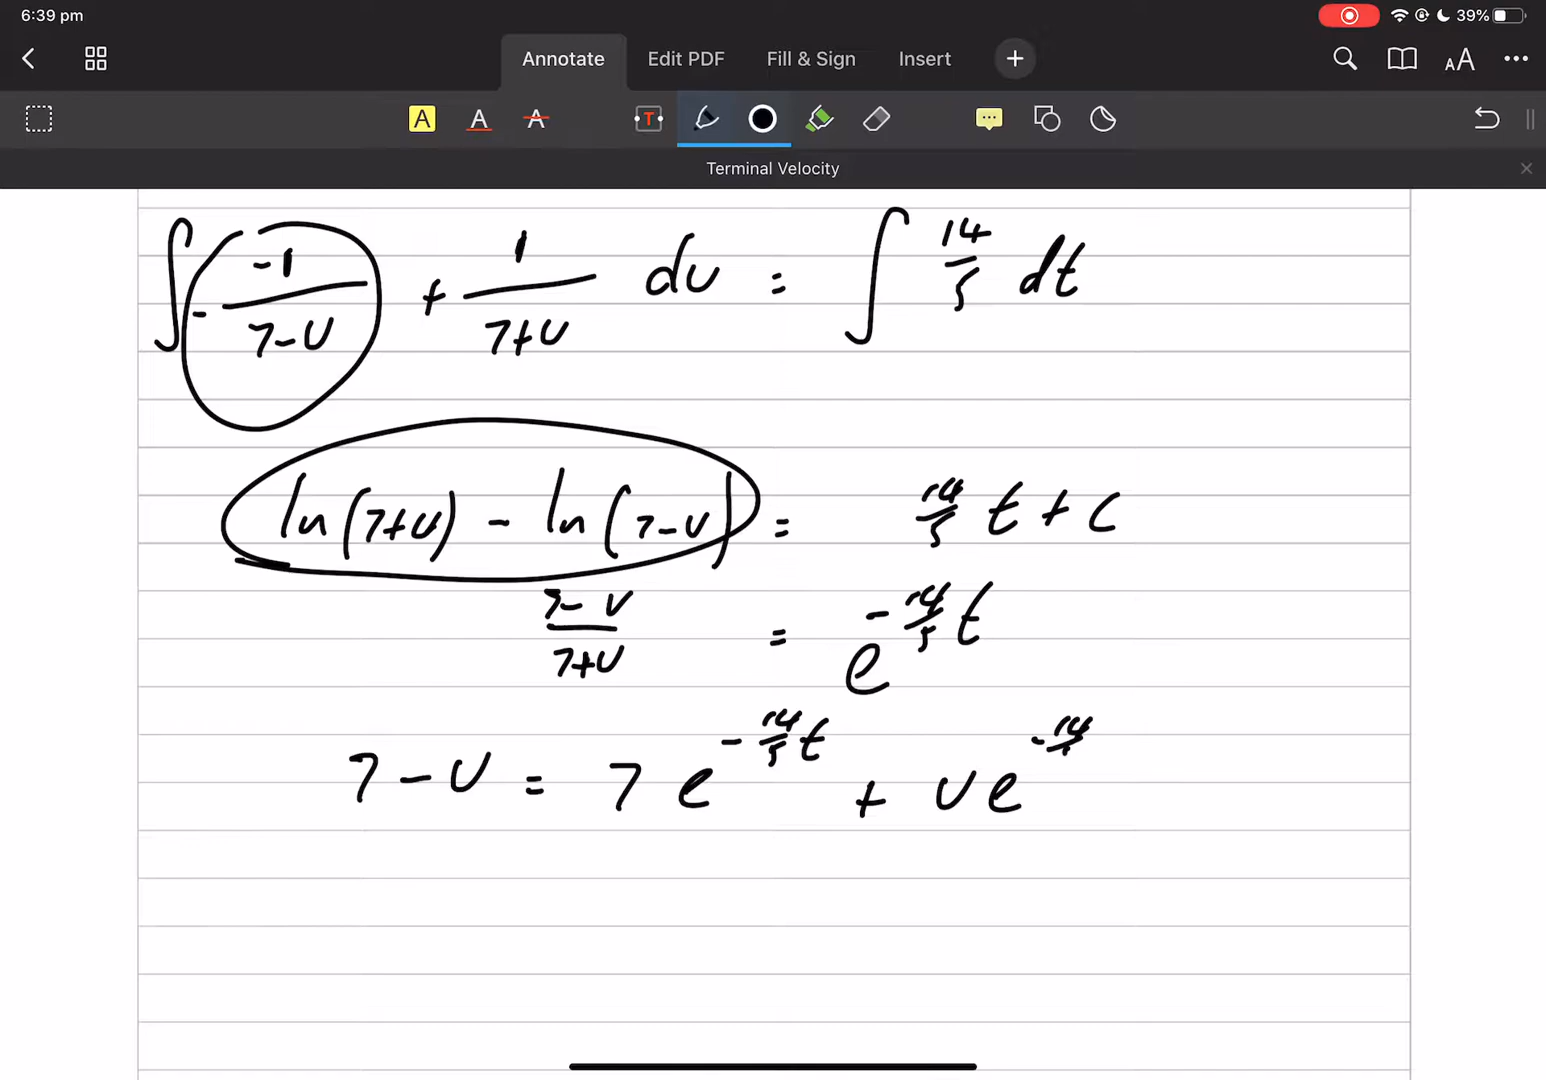 6:39 pm 39%
Annotate Edit PDF Fill & Sign Insert
A A A T AA
Terminal Velocity
∫ - -1/(7-v) + 1/(7+v) dv = ∫ 14/5 dt
ln(7+v) - ln(7-v) = 14/5 t + c
(7-v)/(7+v) = e^(-14/5 t)
7 - v = 7e^(-14/5 t) + ve^(-14/